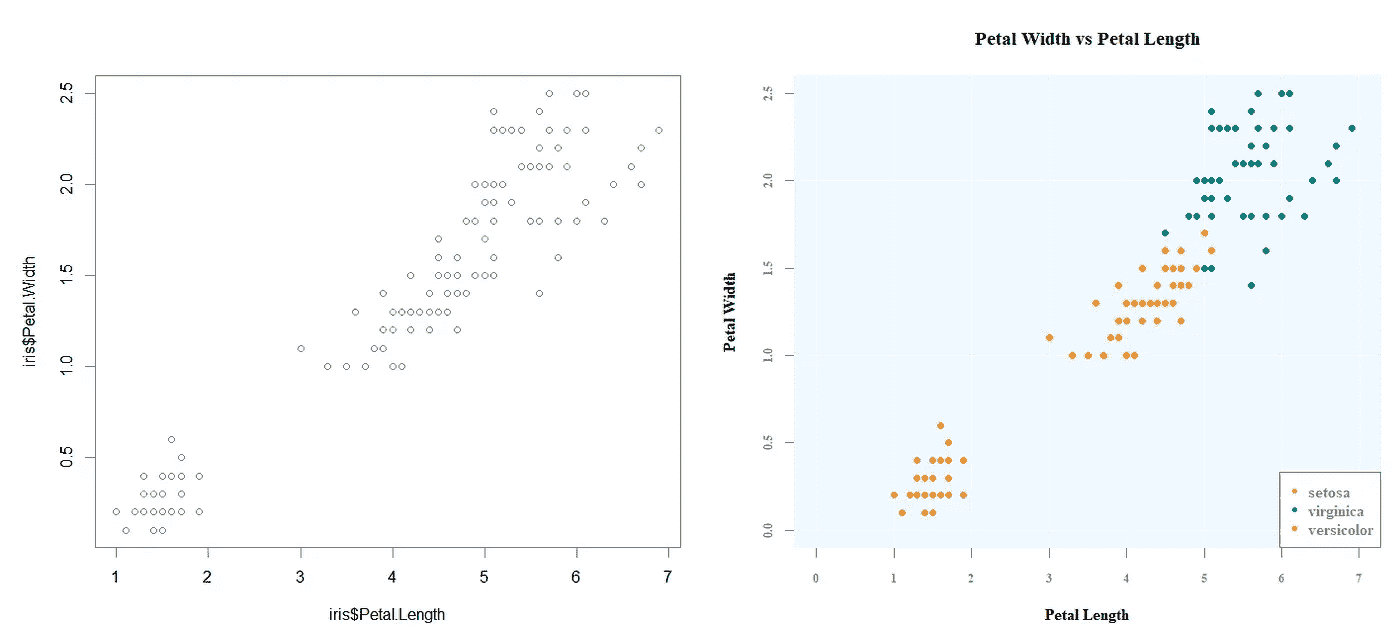 2.5
2.0
1.5
1.0
0.5
iris$Petal.Width
1 2 3 4 5 6 7
iris$Petal.Length
Petal Width vs Petal Length
2.5
2.0
1.5
1.0
0.5
0.0
Petal Width
setosa
virginica
versicolor
0 1 2 3 4 5 6 7
Petal Length